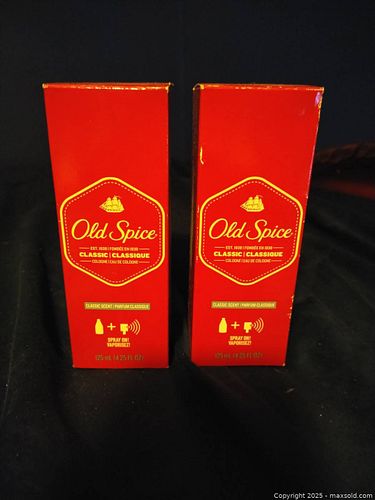 Old Spice
EST. 1938 | FONDÉE EN 1938
CLASSIC | CLASSIQUE
COLOGNE | EAU DE COLOGNE
CLASSIC SCENT | PARFUM CLASSIQUE
SPRAY ON!
VAPORISEZ!
125 mL (4.25 FL OZ)
Old Spice
EST. 1938 | FONDÉE EN 1938
CLASSIC | CLASSIQUE
COLOGNE | EAU DE COLOGNE
CLASSIC SCENT | PARFUM CLASSIQUE
SPRAY ON!
VAPORISEZ!
125 mL (4.25 FL OZ)
Copyright 2025 - maxsold.com